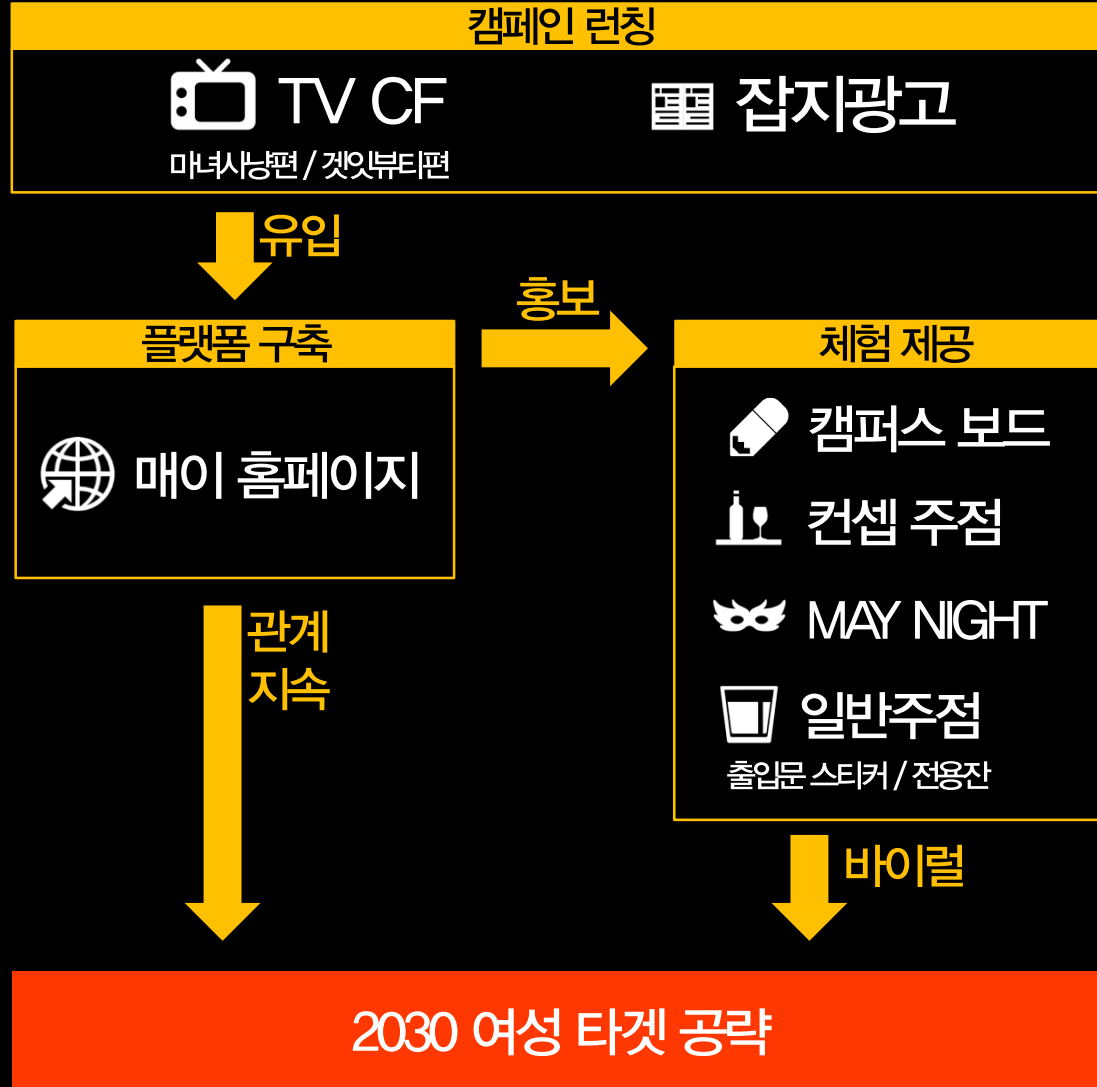 캠페인 런칭
TV CF
잡지광고
마녀사냥편 / 겟잇뷰티편
유입
홍보
플랫폼 구축
매이 홈페이지
체험 제공
캠퍼스 보드
컨셉 주점
MAY NIGHT
일반주점
출입문 스티커 / 전용잔
관계
지속
바이럴
2030 여성 타겟 공략